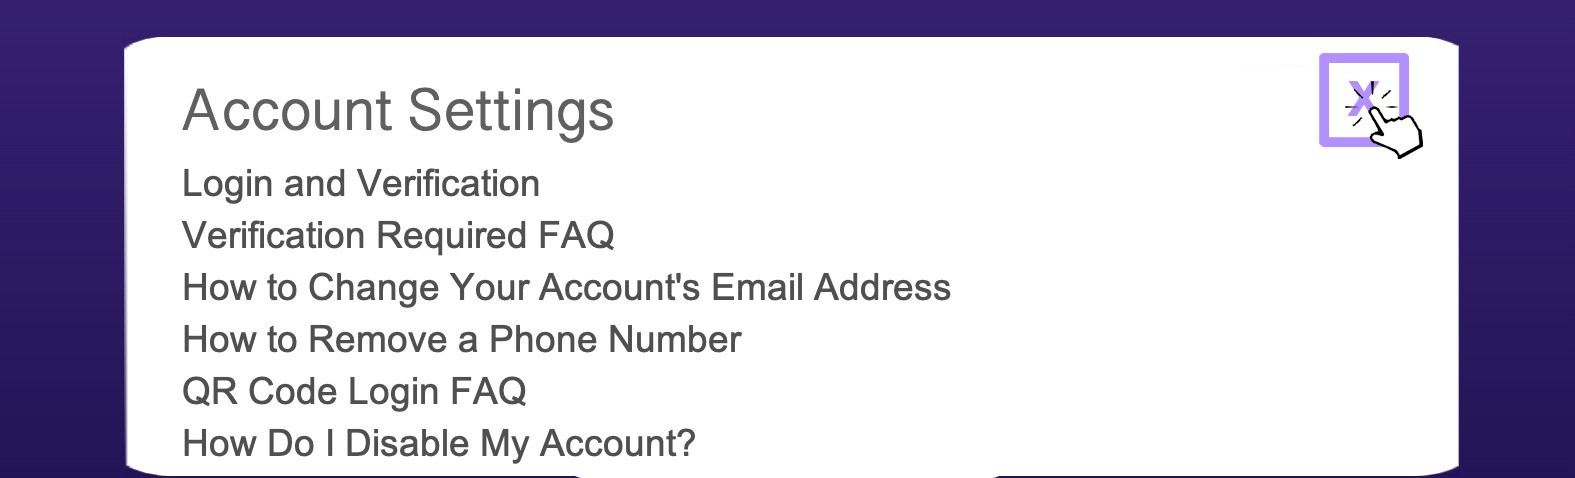 Account Settings
X
Login and Verification
Verification Required FAQ
How to Change Your Account's Email Address
How to Remove a Phone Number
QR Code Login FAQ
How Do I Disable My Account?